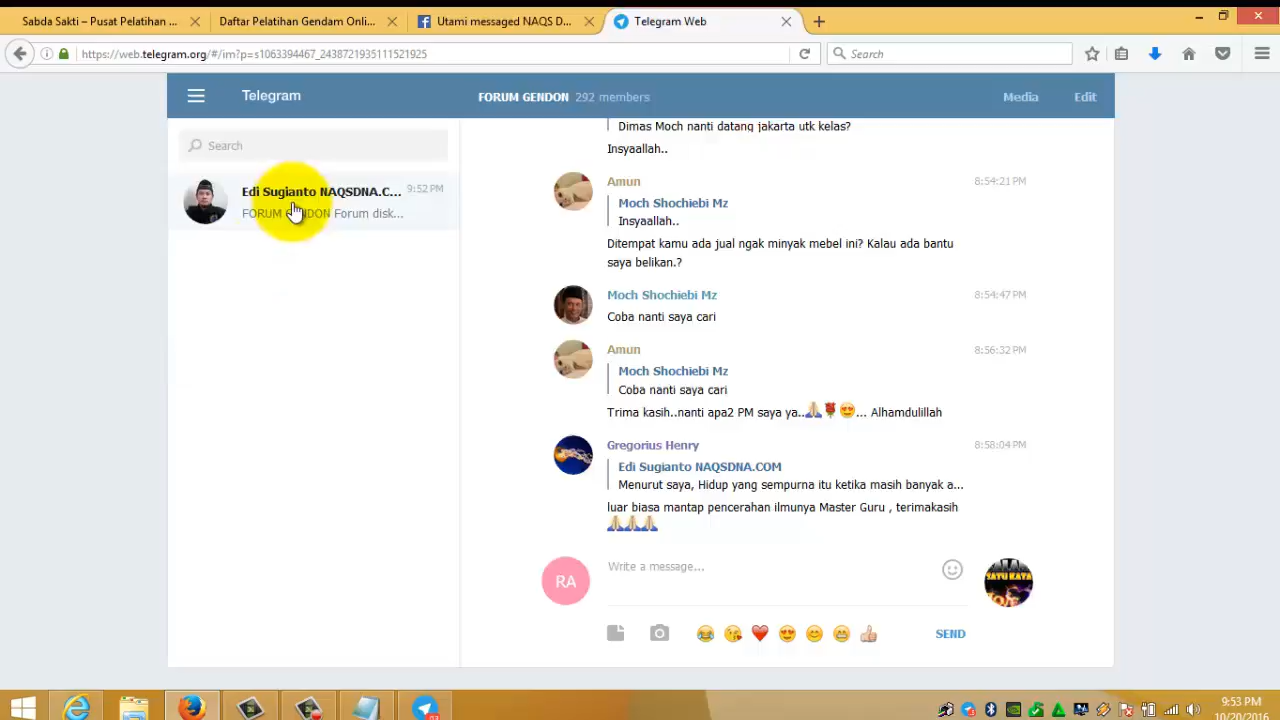 Sabda Sakti – Pusat Pelatihan ...
Daftar Pelatihan Gendam Onli...
Utami messaged NAQS D...
Telegram Web
https://web.telegram.org/#/im?p=s1063394467_2438721935111521925
Search
Telegram
FORUM GENDON 292 members
Media
Edit
Search
Edi Sugianto NAQSDNA.C...
9:52 PM
FORUM GENDON Forum disk...
Dimas Moch nanti datang jakarta utk kelas?
Insyaallah..
Amun
8:54:21 PM
Moch Shochiebi Mz
Insyaallah..
Ditempat kamu ada jual ngak minyak mebel ini? Kalau ada bantu
saya belikan.?
Moch Shochiebi Mz
8:54:47 PM
Coba nanti saya cari
Amun
8:56:32 PM
Moch Shochiebi Mz
Coba nanti saya cari
Trima kasih..nanti apa2 PM saya ya..🙏🌹😍... Alhamdulillah
Gregorius Henry
8:58:04 PM
Edi Sugianto NAQSDNA.COM
Menurut saya, Hidup yang sempurna itu ketika masih banyak a...
luar biasa mantap pencerahan ilmunya Master Guru , terimakasih
🙏🙏🙏
RA
Write a message...
SATU KATA
SEND
9:53 PM
10/20/2016